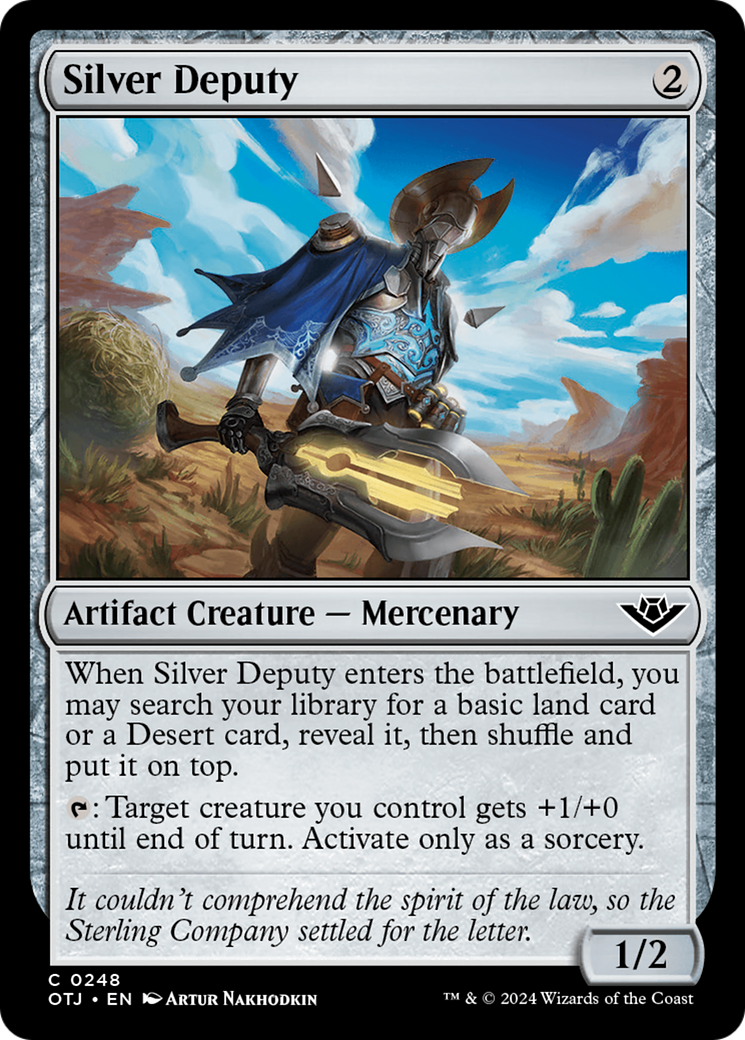 Silver Deputy 2
Artifact Creature — Mercenary
When Silver Deputy enters the battlefield, you
may search your library for a basic land card
or a Desert card, reveal it, then shuffle and
put it on top.
: Target creature you control gets +1/+0
until end of turn. Activate only as a sorcery.
It couldn't comprehend the spirit of the law, so the
Sterling Company settled for the letter.
1/2
C 0248
OTJ • EN Artur Nakhodkin
™ & © 2024 Wizards of the Coast